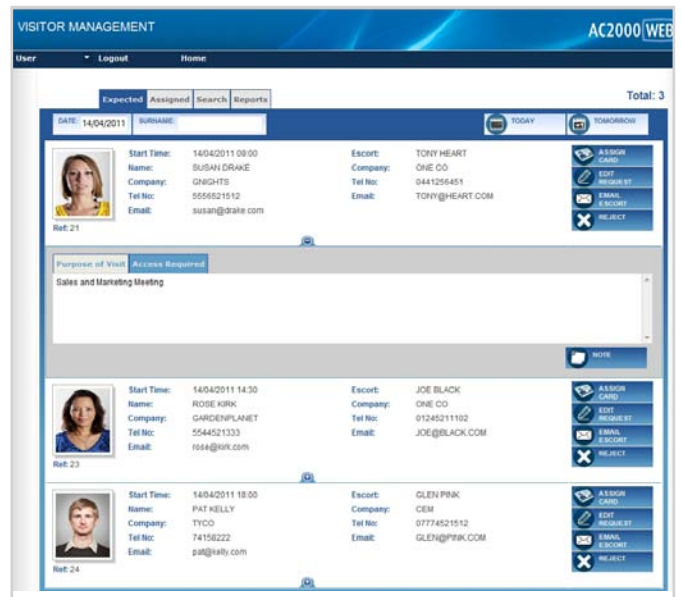 VISITOR MANAGEMENT
AC2000 WEB
User Logout Home
Expected Assigned Search Reports
Total: 3
DATE: 14/04/2011 SURNAME: TODAY TOMORROW
Start Time: 14/04/2011 09:00 Escort: TONY HEART
Name: SUSAN DRAKE Company: ONE CO
Company: GNIGHTS Tel No: 0441256451
Tel No: 5556521512 Email: TONY@HEART.COM
Email: susan@drake.com
ASSIGN CARD
EDIT REQUEST
EMAIL ESCORT
REJECT
Ref: 21
Purpose of Visit Access Required
Sales and Marketing Meeting
NOTE
Start Time: 14/04/2011 14:30 Escort: JOE BLACK
Name: ROSE KIRK Company: ONE CO
Company: GARDENPLANET Tel No: 01245211102
Tel No: 5544521333 Email: JOE@BLACK.COM
Email: rose@kirk.com
ASSIGN CARD
EDIT REQUEST
EMAIL ESCORT
REJECT
Ref: 23
Start Time: 14/04/2011 18:00 Escort: GLEN PINK
Name: PAT KELLY Company: CEM
Company: TYCO Tel No: 07774521512
Tel No: 74158222 Email: GLEN@PINK.COM
Email: pat@kelly.com
ASSIGN CARD
EDIT REQUEST
EMAIL ESCORT
REJECT
Ref: 24